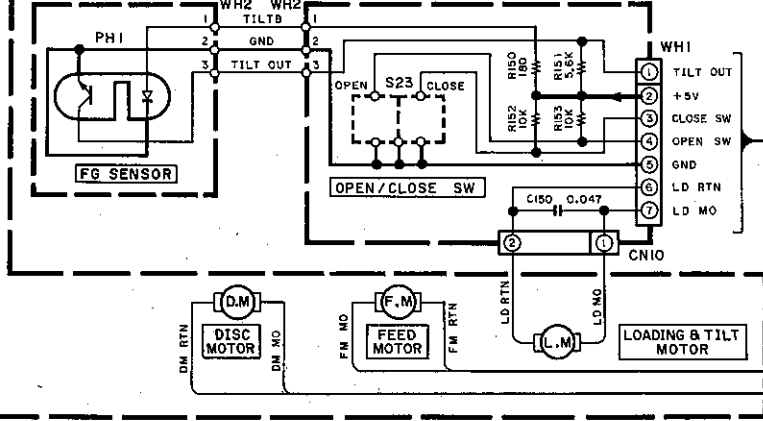 WH2 WH2
1 TILTB 1
2 GND 2
3 TILT OUT 3
PH1
FG SENSOR
OPEN S23 CLOSE
OPEN/CLOSE SW
R150 180
R151 5.6K
R152 10K
R153 10K
WH1
1 TILT OUT
2 +5V
3 CLOSE SW
4 OPEN SW
5 GND
6 LD RTN
7 LD MO
C150 0.047
2 1
CN10
LD RTN
LD MO
L.M
LOADING & TILT
MOTOR
DM RTN
D.M
DM MO
DISC
MOTOR
FM MO
F.M
FM RTN
FEED
MOTOR